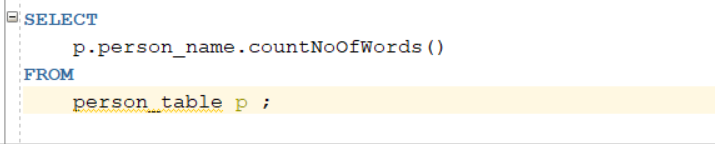 SELECT
p.person_name.countNoOfWords()
FROM
person_table p ;